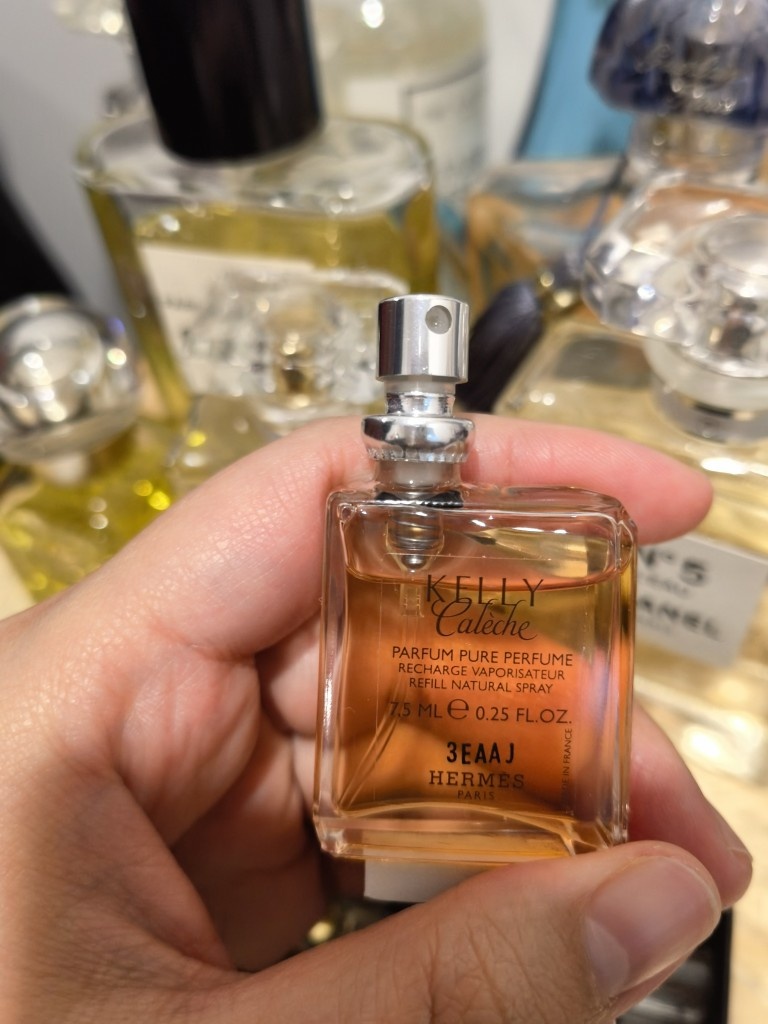 KELLY
Calèche
PARFUM PURE PERFUME
RECHARGE VAPORISATEUR
REFILL NATURAL SPRAY
7.5 ML e 0.25 FL.OZ.
3EAAJ
HERMÈS
PARIS
MADE IN FRANCE
N°5
L'EAU
CHANEL